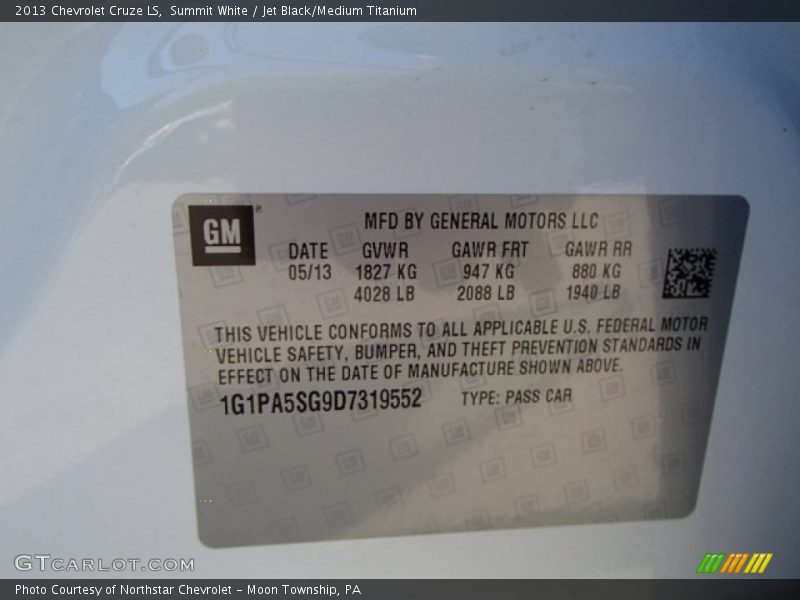 2013 Chevrolet Cruze LS,  Summit White / Jet Black/Medium Titanium
GM®
MFD BY GENERAL MOTORS LLC
DATE GVWR GAWR FRT GAWR RR
05/13 1827 KG 947 KG 880 KG
4028 LB 2088 LB 1940 LB
THIS VEHICLE CONFORMS TO ALL APPLICABLE U.S. FEDERAL MOTOR
VEHICLE SAFETY, BUMPER, AND THEFT PREVENTION STANDARDS IN
EFFECT ON THE DATE OF MANUFACTURE SHOWN ABOVE.
1G1PA5SG9D7319552 TYPE: PASS CAR
GTCARLOT.COM
Photo Courtesy of Northstar Chevrolet - Moon Township, PA